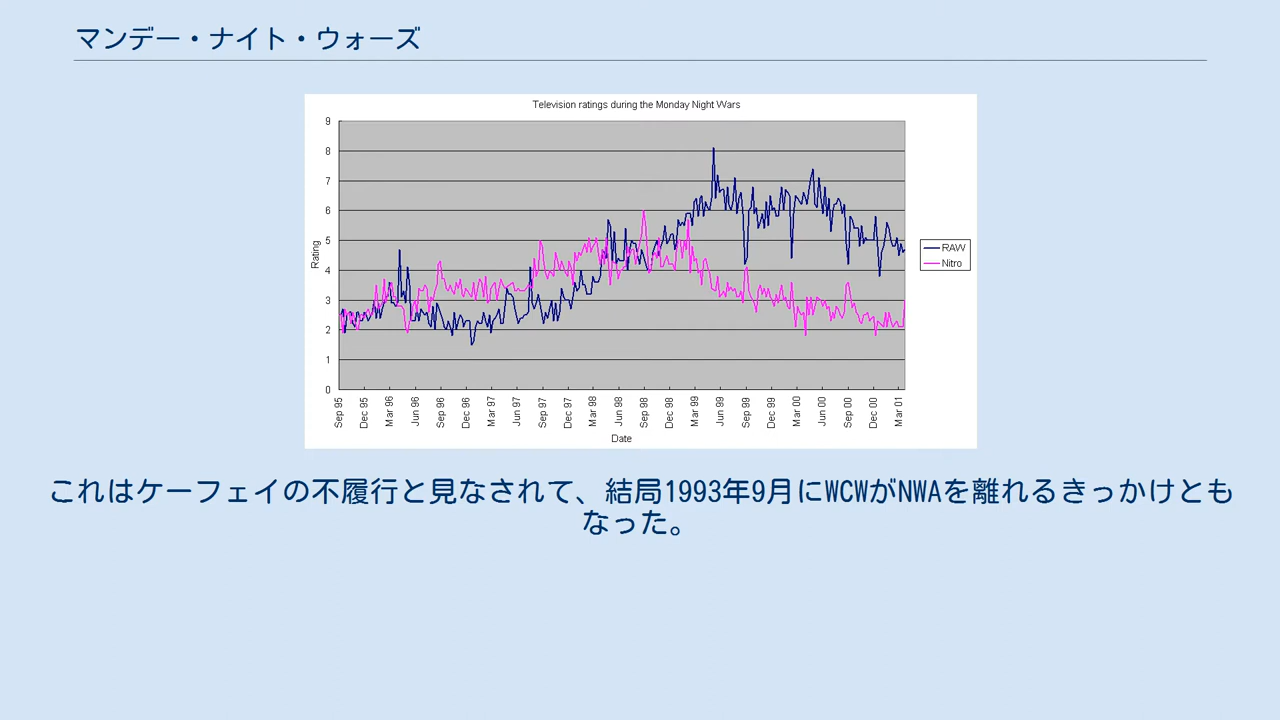 マンデー・ナイト・ウォーズ
Television ratings during the Monday Night Wars
9
8
7
6
5
4
3
2
1
0
Rating
Sep 95
Dec 95
Mar 96
Jun 96
Sep 96
Dec 96
Mar 97
Jun 97
Sep 97
Dec 97
Mar 98
Jun 98
Sep 98
Dec 98
Mar 99
Jun 99
Sep 99
Dec 99
Mar 00
Jun 00
Sep 00
Dec 00
Mar 01
Date
RAW
Nitro
これはケーフェイの不履行と見なされて、結局1993年9月にWCWがNWAを離れるきっかけとも
なった。